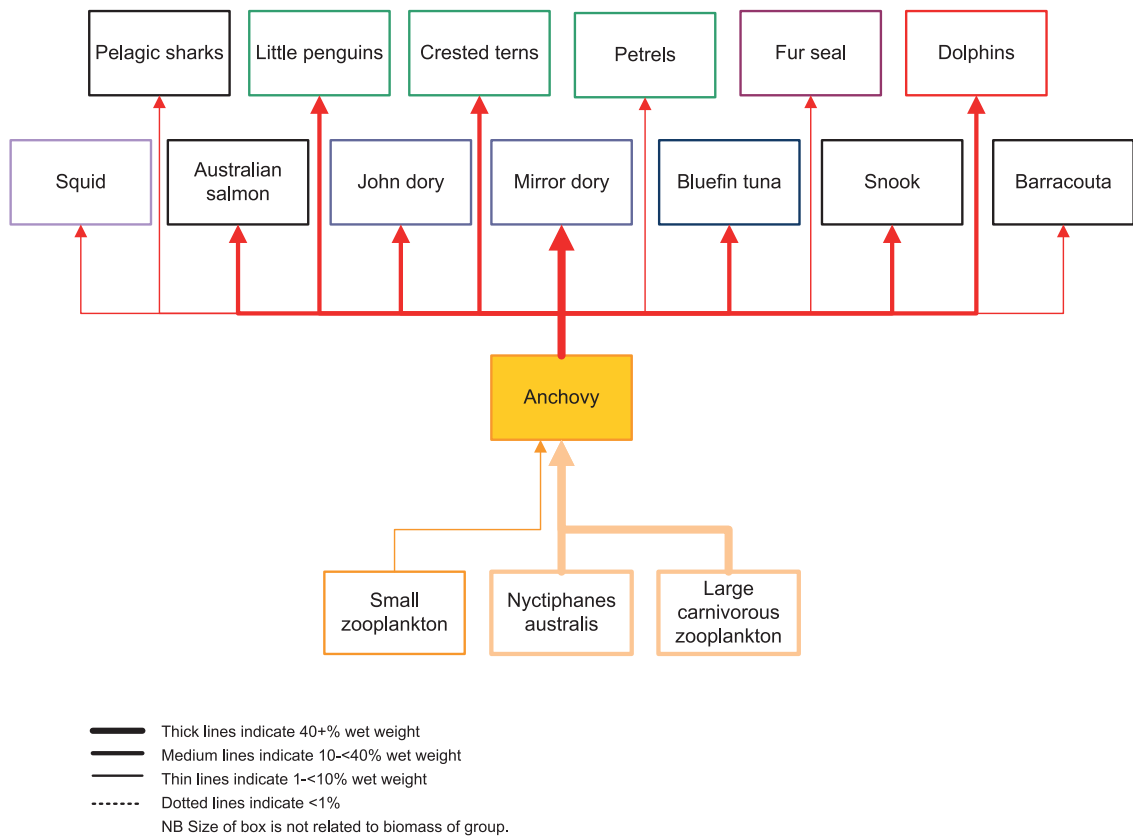 Pelagic sharks
Little penguins
Crested terns
Petrels
Fur seal
Dolphins
Squid
Australian
salmon
John dory
Mirror dory
Bluefin tuna
Snook
Barracouta
Anchovy
Small
zooplankton
Nyctiphanes
australis
Large
carnivorous
zooplankton
Thick lines indicate 40+% wet weight
Medium lines indicate 10-<40% wet weight
Thin lines indicate 1-<10% wet weight
Dotted lines indicate <1%
NB Size of box is not related to biomass of group.